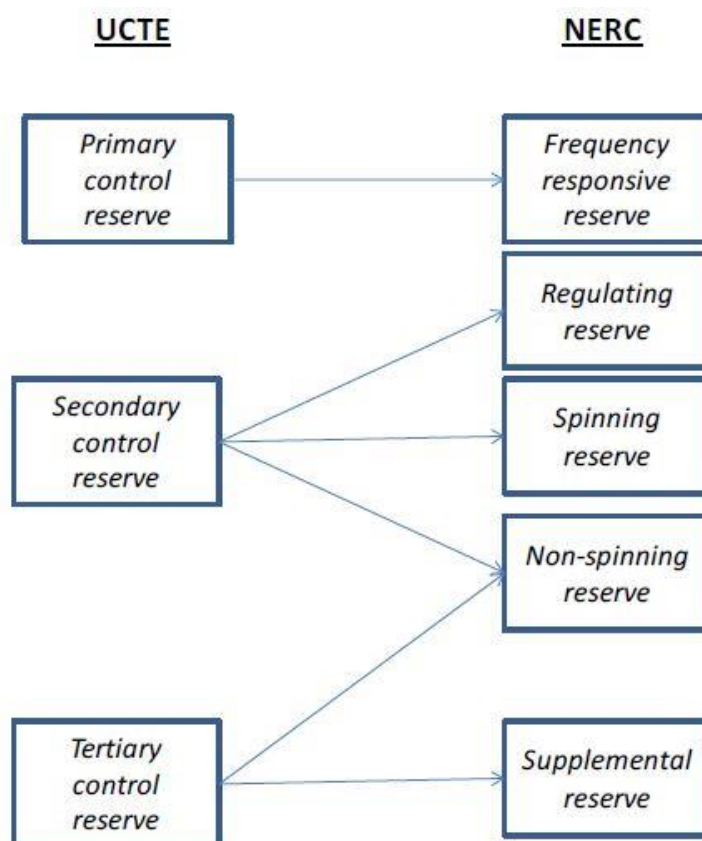 UCTE
NERC
Primary
control
reserve
Frequency
responsive
reserve
Regulating
reserve
Secondary
control
reserve
Spinning
reserve
Non-spinning
reserve
Tertiary
control
reserve
Supplemental
reserve